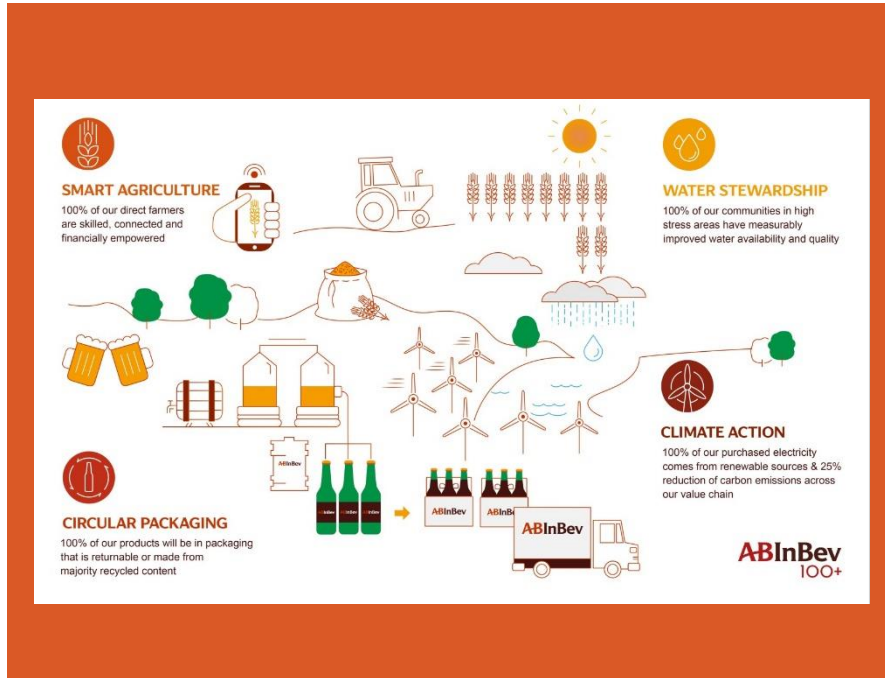 SMART AGRICULTURE
100% of our direct farmers
are skilled, connected and
financially empowered
WATER STEWARDSHIP
100% of our communities in high
stress areas have measurably
improved water availability and quality
CLIMATE ACTION
100% of our purchased electricity
comes from renewable sources & 25%
reduction of carbon emissions across
our value chain
CIRCULAR PACKAGING
100% of our products will be in packaging
that is returnable or made from
majority recycled content
ABInBev
ABInBev
ABInBev
ABInBev
ABInBev
ABInBev
ABInBev
ABInBev
100+